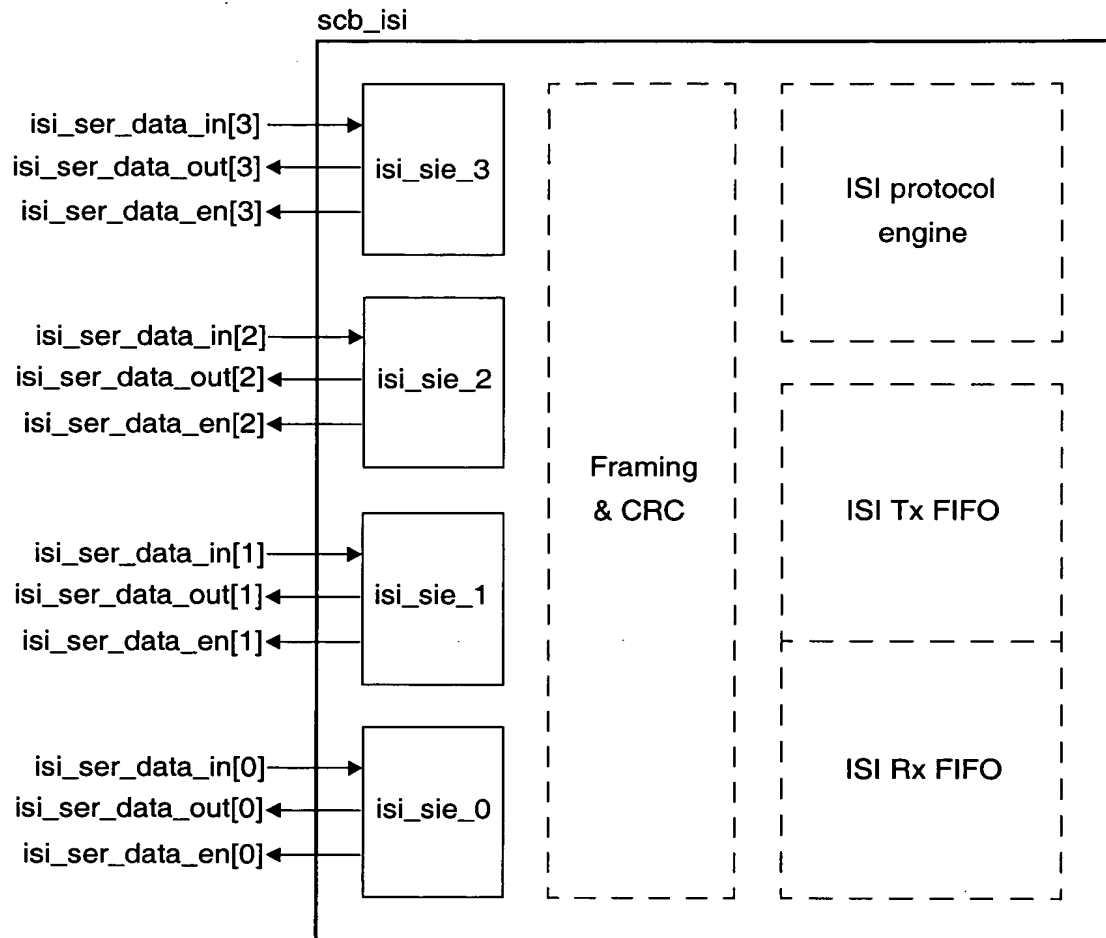 scb_isi
isi_ser_data_in[3]
isi_ser_data_out[3]
isi_ser_data_en[3]
isi_sie_3
isi_ser_data_in[2]
isi_ser_data_out[2]
isi_ser_data_en[2]
isi_sie_2
isi_ser_data_in[1]
isi_ser_data_out[1]
isi_ser_data_en[1]
isi_sie_1
isi_ser_data_in[0]
isi_ser_data_out[0]
isi_ser_data_en[0]
isi_sie_0
Framing
& CRC
ISI protocol
engine
ISI Tx FIFO
ISI Rx FIFO